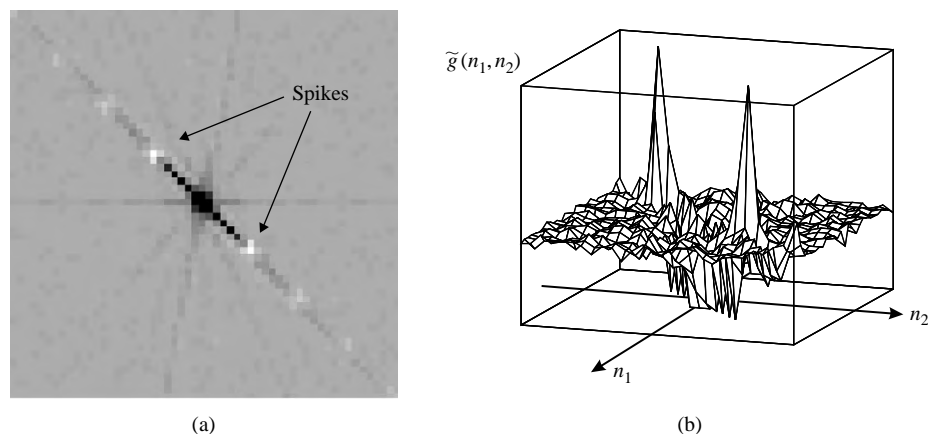 Spikes
g̃(n₁, n₂)
n₂
n₁
(a)
(b)